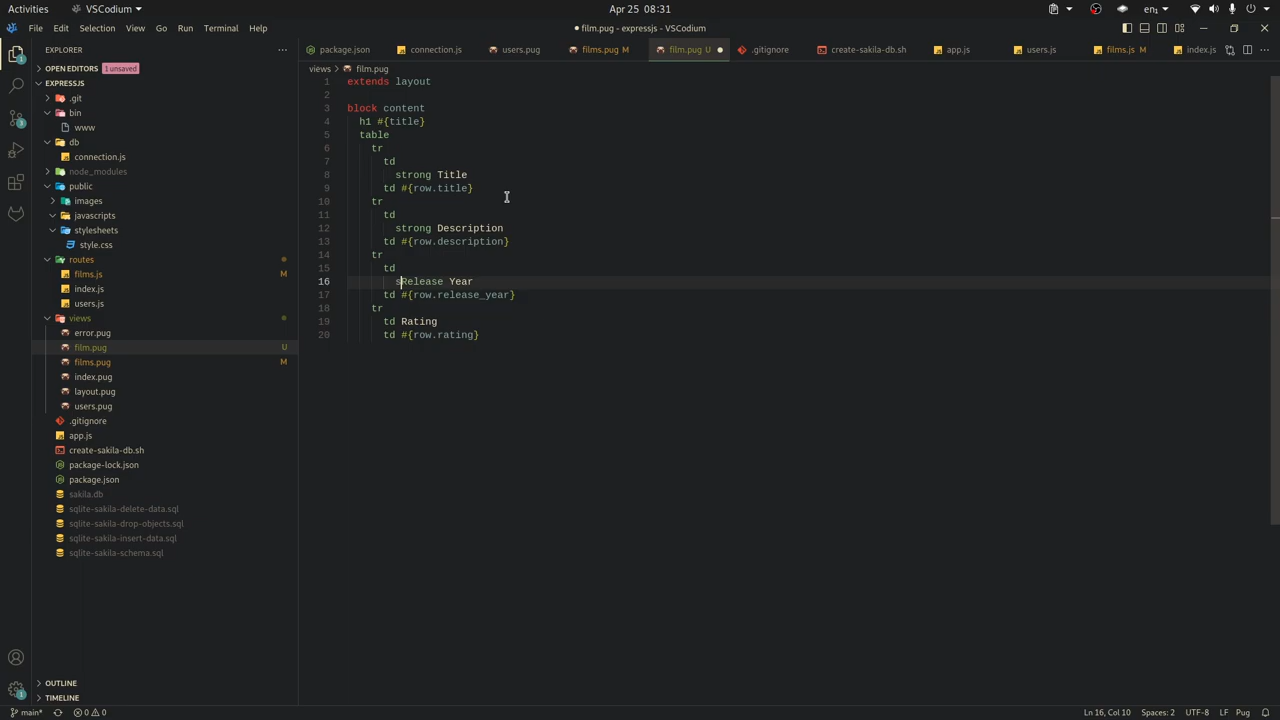 Activities VSCodium Apr 25 08:31 en₁
File Edit Selection View Go Run Terminal Help film.pug - expressjs - VSCodium
EXPLORER
package.json connection.js users.pug films.pug M film.pug U .gitignore create-sakila-db.sh app.js users.js films.js M index.js
OPEN EDITORS 1 unsaved
views > film.pug
EXPRESSJS
.git
bin
www
db
connection.js
node_modules
public
images
javascripts
stylesheets
style.css
routes
films.js M
index.js
users.js
views
error.pug
film.pug U
films.pug M
index.pug
layout.pug
users.pug
.gitignore
app.js
create-sakila-db.sh
package-lock.json
package.json
sakila.db
sqlite-sakila-delete-data.sql
sqlite-sakila-drop-objects.sql
sqlite-sakila-insert-data.sql
sqlite-sakila-schema.sql
OUTLINE
TIMELINE
1 extends layout
2
3 block content
4 h1 #{title}
5 table
6 tr
7 td
8 strong Title
9 td #{row.title}
10 tr
11 td
12 strong Description
13 td #{row.description}
14 tr
15 td
16 sRelease Year
17 td #{row.release_year}
18 tr
19 td Rating
20 td #{row.rating}
main* 0 0 Ln 16, Col 10 Spaces: 2 UTF-8 LF Pug